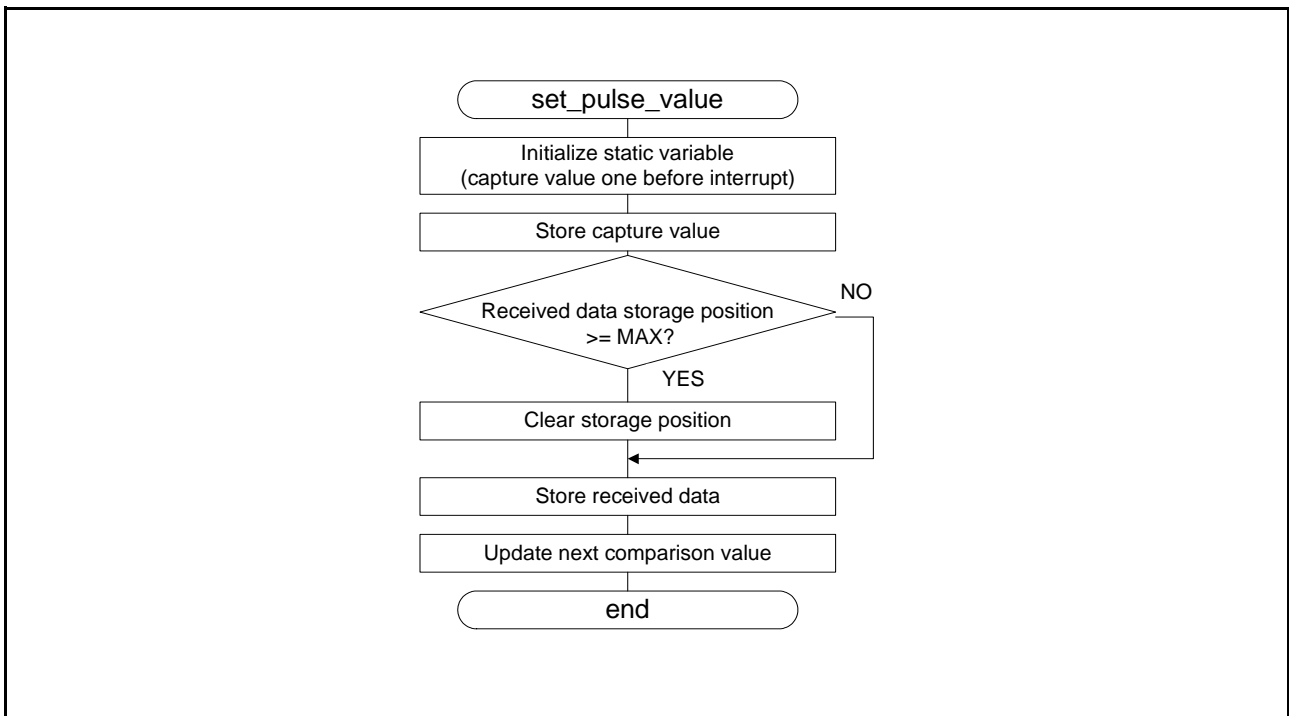 set_pulse_value
Initialize static variable
(capture value one before interrupt)
Store capture value
NO
Received data storage position
>= MAX?
YES
Clear storage position
Store received data
Update next comparison value
end